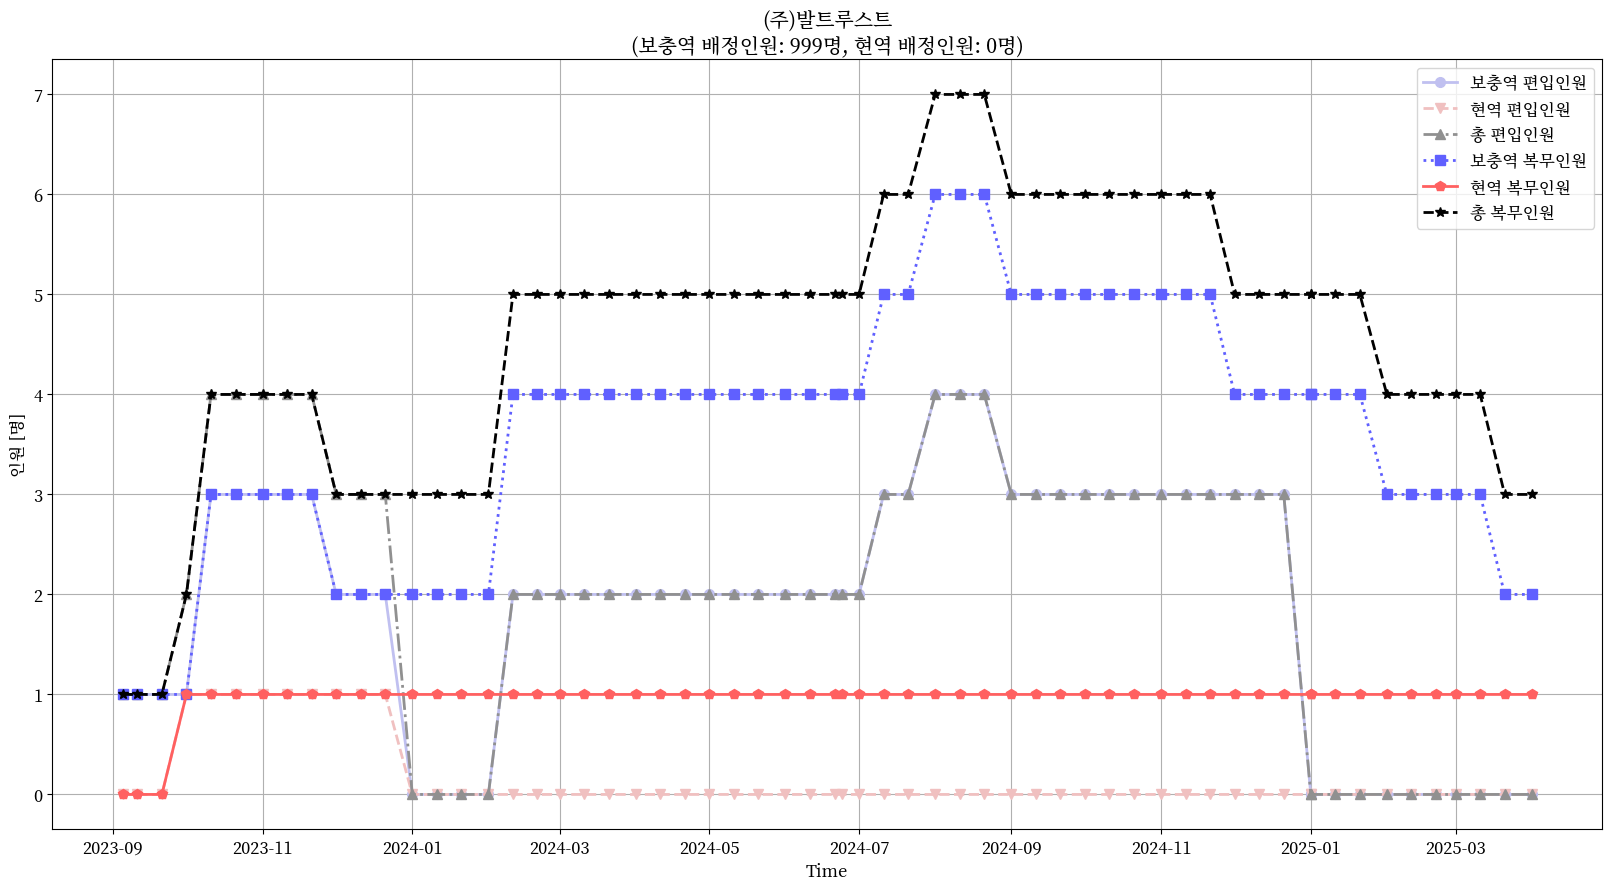 (주)발트루스트
(보충역 배정인원: 999명, 현역 배정인원: 0명)
보충역 편입인원
현역 편입인원
총 편입인원
보충역 복무인원
현역 복무인원
총 복무인원
인원 [명]
7
6
5
4
3
2
1
0
2023-09
2023-11
2024-01
2024-03
2024-05
2024-07
2024-09
2024-11
2025-01
2025-03
Time